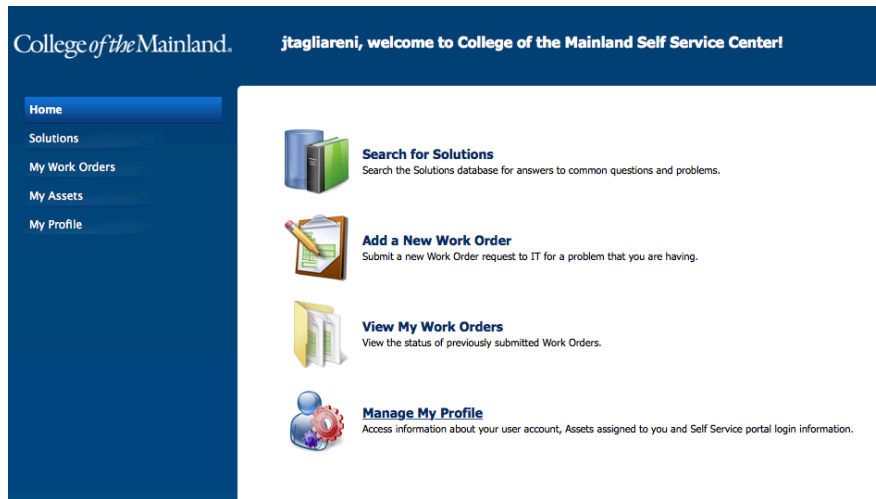 College of the Mainland.
jtagliareni, welcome to College of the Mainland Self Service Center!
Home
Solutions
My Work Orders
My Assets
My Profile
Search for Solutions
Search the Solutions database for answers to common questions and problems.
Add a New Work Order
Submit a new Work Order request to IT for a problem that you are having.
View My Work Orders
View the status of previously submitted Work Orders.
Manage My Profile
Access information about your user account, Assets assigned to you and Self Service portal login information.